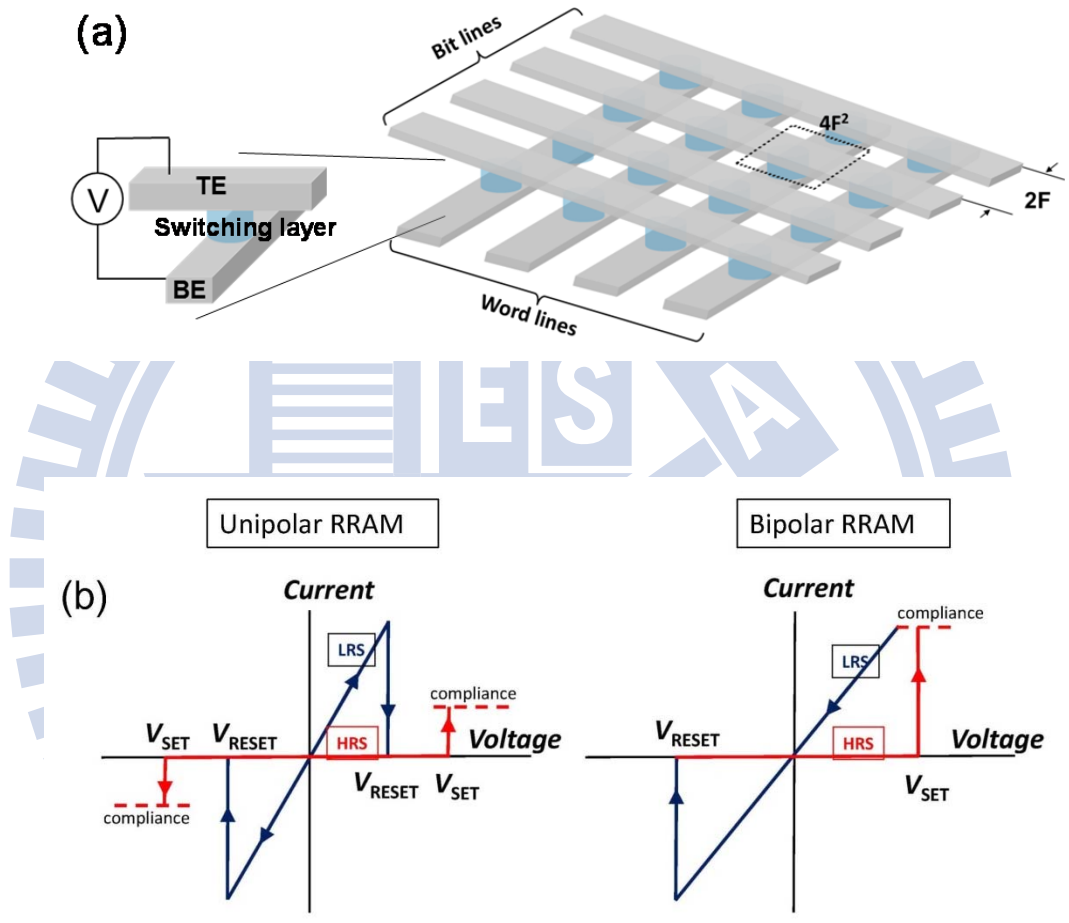 (a)
Bit lines
4F²
2F
TE
V
Switching layer
BE
Word lines
ESA
Unipolar RRAM
Bipolar RRAM
(b)
Current
LRS
compliance
V_SET
V_RESET
HRS
Voltage
V_RESET
V_SET
compliance
Current
compliance
LRS
V_RESET
HRS
Voltage
V_SET